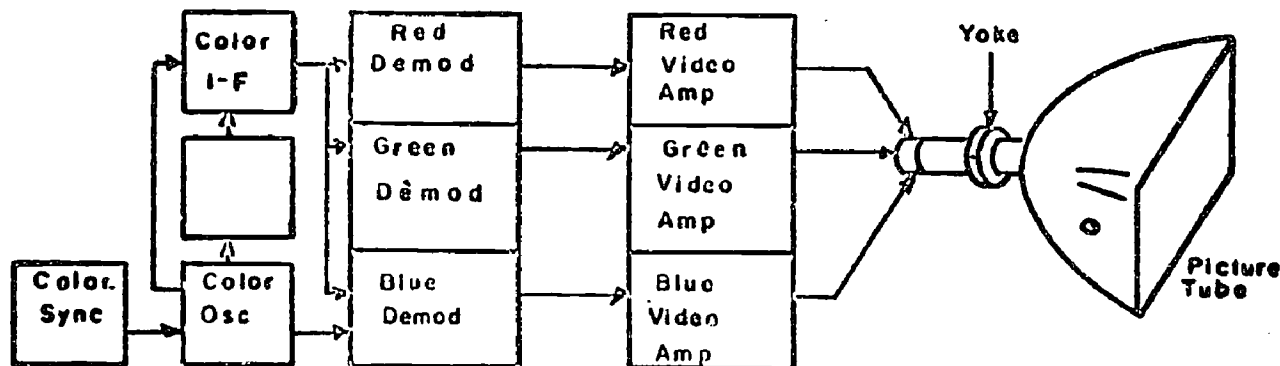 Color
I-F
Red
Demod
Green
Dèmod
Blue
Demod
Red
Video
Amp
Green
Video
Amp
Blue
Video
Amp
Yoke
Picture
Tube
Color
Sync
Color
Osc